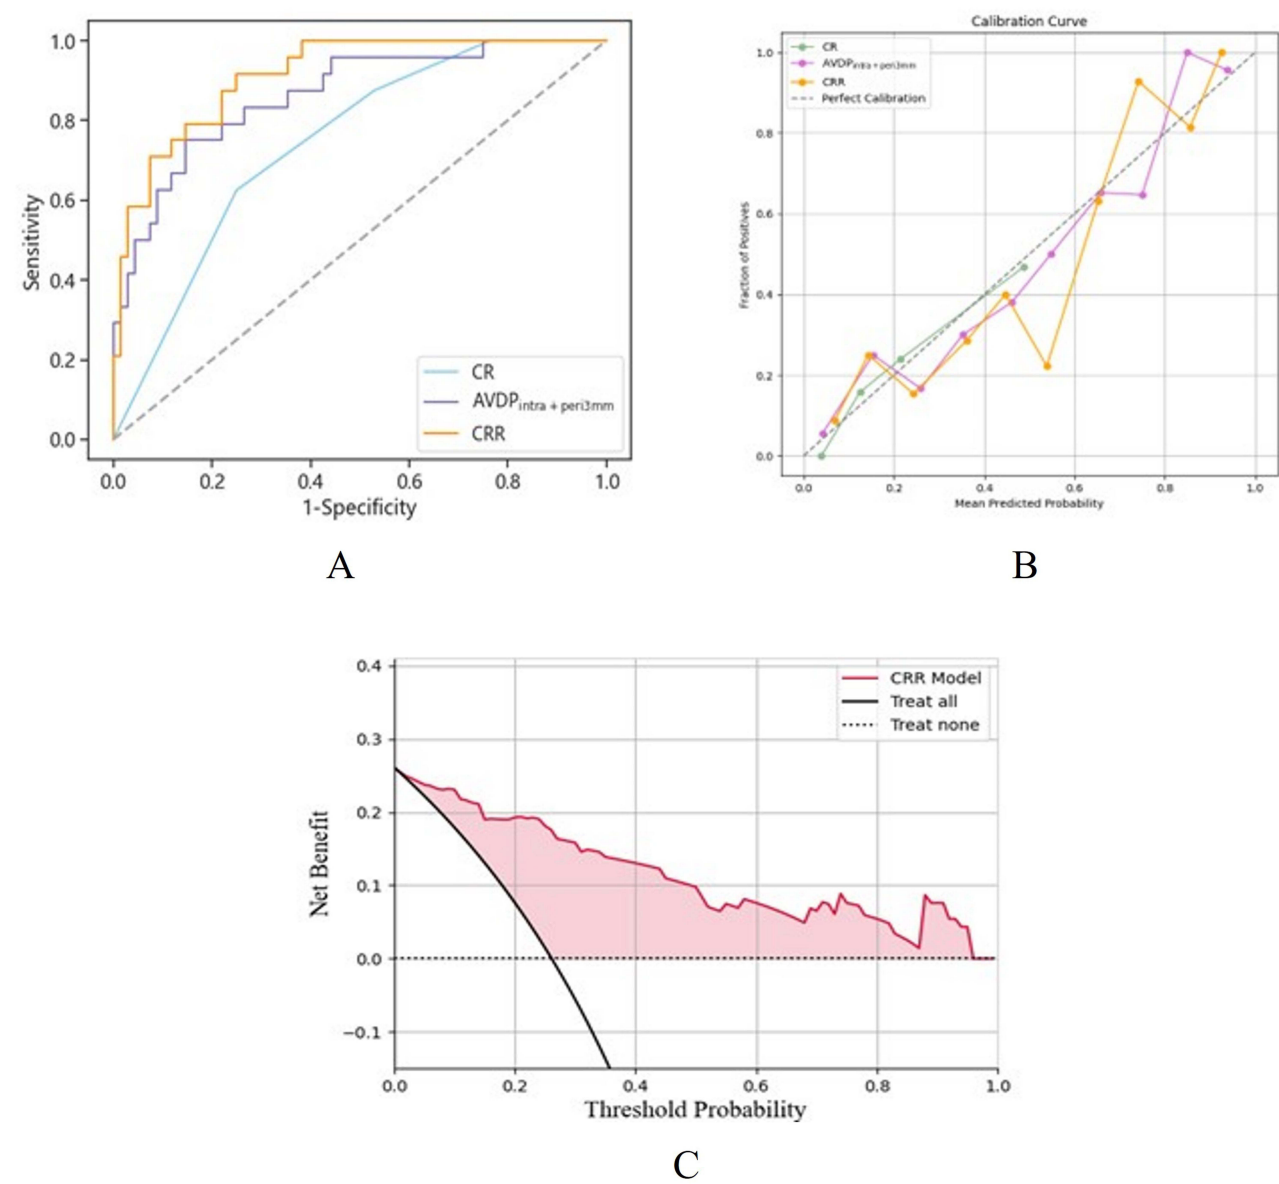 1.0
0.8
0.6
0.4
0.2
0.0
Sensitivity
0.0 0.2 0.4 0.6 0.8 1.0
1-Specificity
CR
AVDPintra + peri3mm
CRR
A
Calibration Curve
CR
AVDPintra+peri3mm
CRR
Perfect Calibration
1.0
0.8
0.6
0.4
0.2
0.0
Fraction of Positives
0.0 0.2 0.4 0.6 0.8 1.0
Mean Predicted Probability
B
0.4
0.3
0.2
0.1
0.0
−0.1
Net Benefit
CRR Model
Treat all
Treat none
0.0 0.2 0.4 0.6 0.8 1.0
Threshold Probability
C